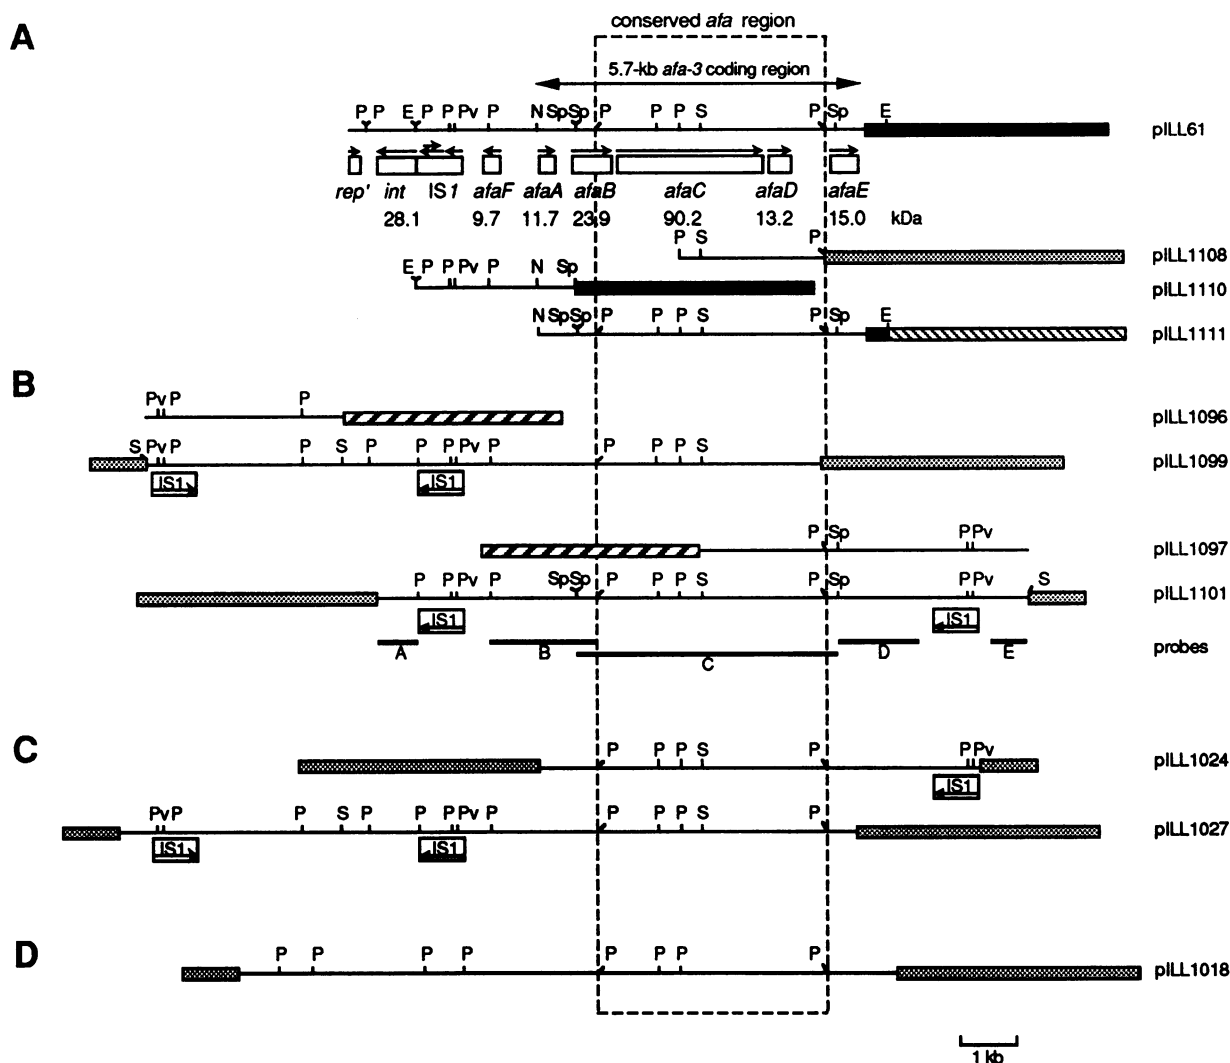 A
conserved afa region
5.7-kb afa-3 coding region
P P E P P Pv P N Sp Sp P P P S P Sp E pILL61
rep' int IS1 afaF afaA afaB afaC afaD afaE
28.1 9.7 11.7 23.9 90.2 13.2 15.0 kDa
P S P pILL1108
E P P Pv P N Sp pILL1110
N Sp Sp P P P S P Sp E pILL1111
B
Pv P P pILL1096
S Pv P P S P P P Pv P P P P S pILL1099
IS1 IS1
P Sp P Pv pILL1097
P P Pv P Sp Sp P P P S P Sp P Pv S pILL1101
IS1 IS1
A B C D E probes
C
P P P S P P Pv pILL1024
IS1
Pv P P S P P P Pv P P P P S P pILL1027
IS1 IS1
D
P P P P P P P P pILL1018
1 kb